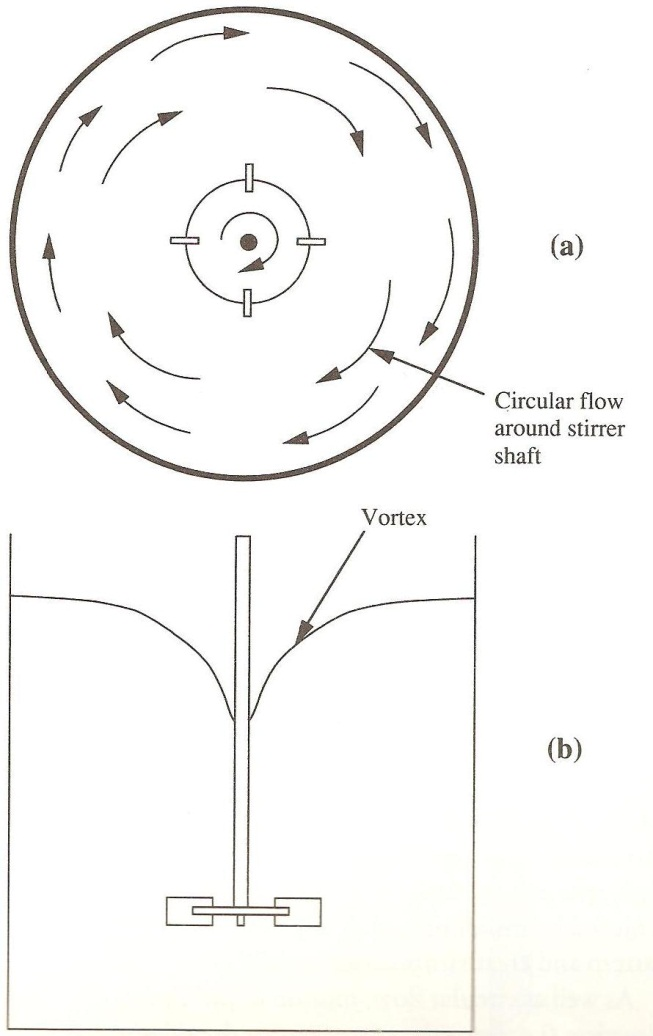 (a)
Circular flow
around stirrer
shaft
Vortex
(b)